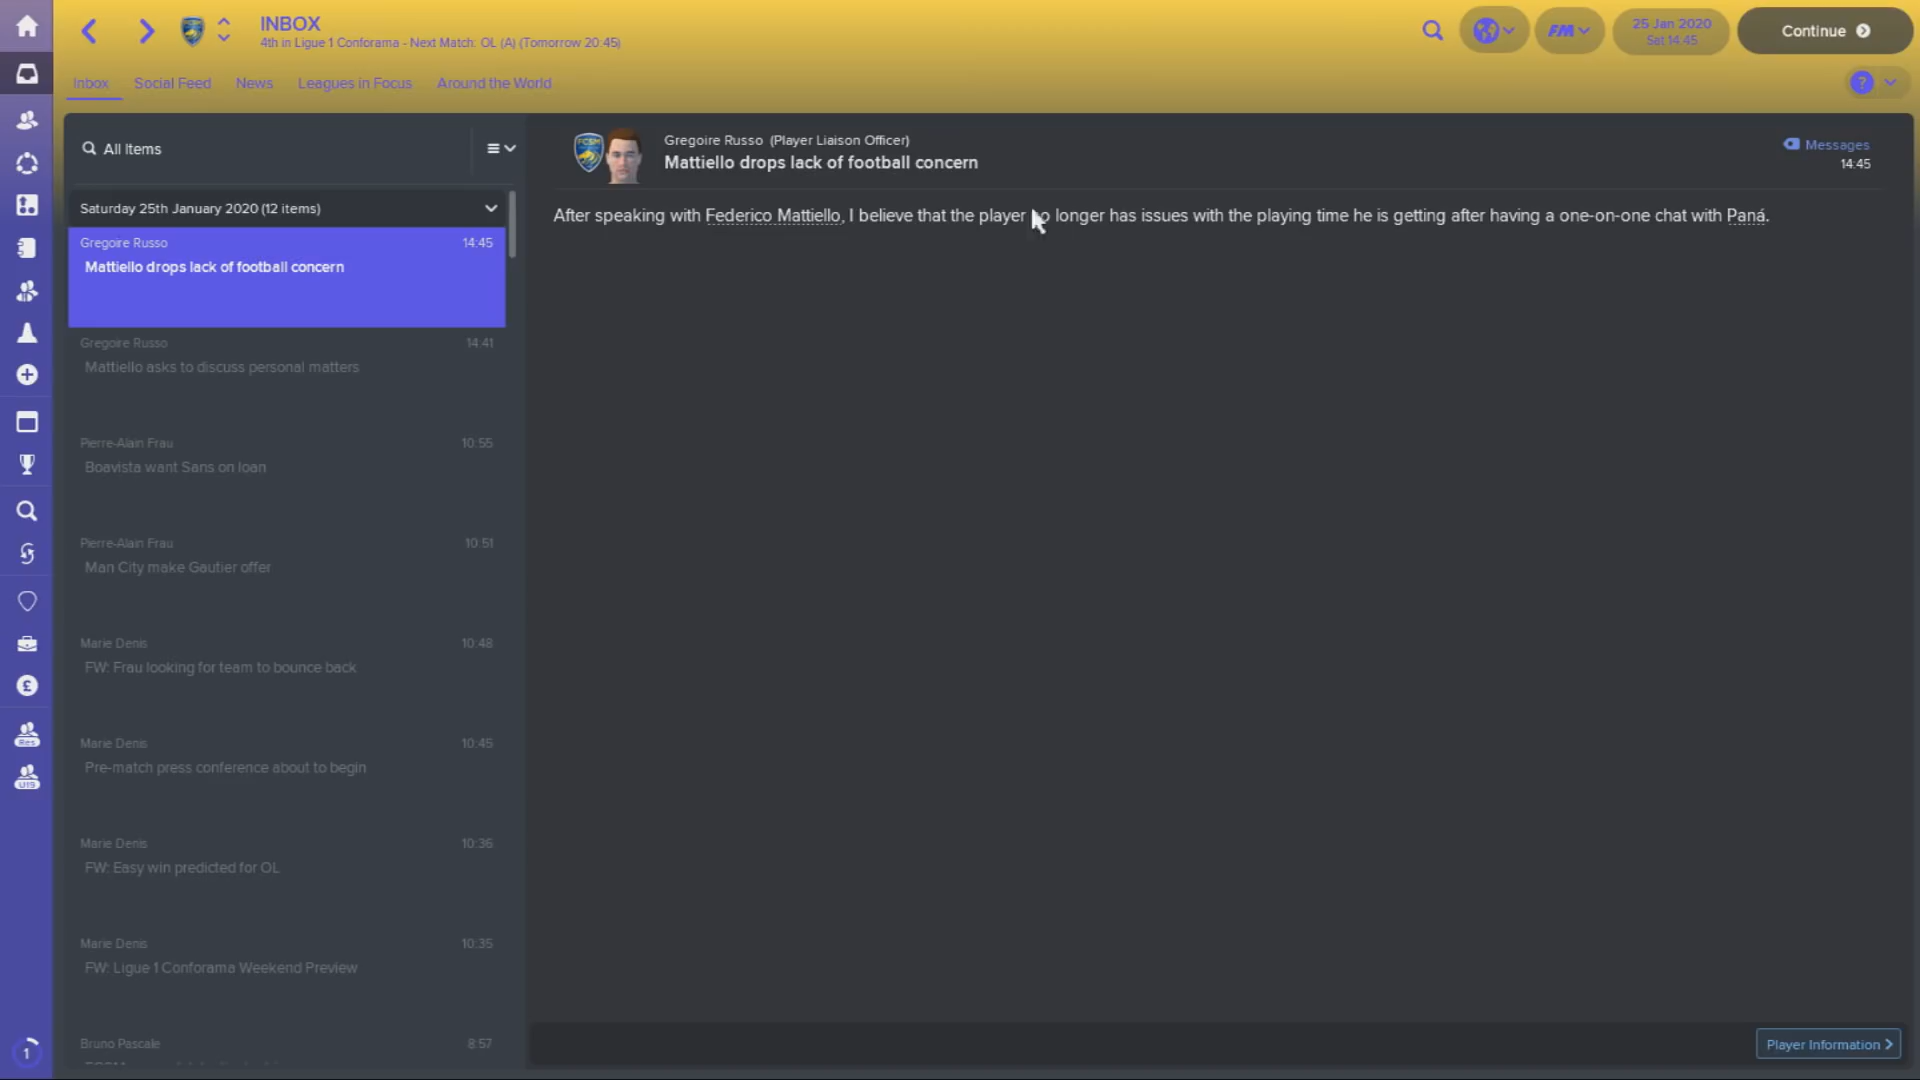 INBOX
4th in Ligue 1 Conforama - Next Match: OL (A) (Tomorrow 20:45)
FM
25 Jan 2020
Sat 14:45
Continue
Inbox
Social Feed
News
Leagues in Focus
Around the World
?
All Items
Saturday 25th January 2020 (12 items)
Gregoire Russo 14:45
Mattiello drops lack of football concern
Gregoire Russo 14:41
Mattiello asks to discuss personal matters
Pierre-Alain Frau 10:55
Boavista want Sans on loan
Pierre-Alain Frau 10:51
Man City make Gautier offer
Marie Denis 10:48
FW: Frau looking for team to bounce back
Marie Denis 10:45
Pre-match press conference about to begin
Marie Denis 10:36
FW: Easy win predicted for OL
Marie Denis 10:35
FW: Ligue 1 Conforama Weekend Preview
Bruno Pascale 8:57
FCSM
Gregoire Russo (Player Liaison Officer)
Mattiello drops lack of football concern
Messages
14:45
After speaking with Federico Mattiello, I believe that the player no longer has issues with the playing time he is getting after having a one-on-one chat with Paná.
Player Information
£
Res
U19
1